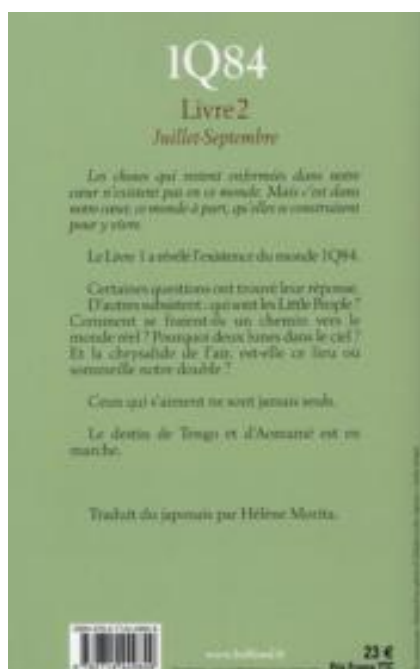 1Q84
Livre 2
Juillet-Septembre
Les choses qui restent enfermées dans notre
cœur n'existent pas en ce monde. Mais c'est dans
notre cœur, ce monde à part, qu'elles se construisent
pour y vivre.
Le Livre 1 a révélé l'existence du monde 1Q84.
Certaines questions ont trouvé leur réponse.
D'autres subsistent : qui sont les Little People ?
Comment se fraient-ils un chemin vers le
monde réel ? Pourquoi deux lunes dans le ciel ?
Et la chrysalide de l'air, est-elle ce lieu où
sommeille notre double ?
Ceux qui s'aiment ne sont jamais seuls.
Le destin de Tengo et d'Aomamé est en
marche.
Traduit du japonais par Hélène Morita.
www.belfond.fr
23 €
Prix France TTC